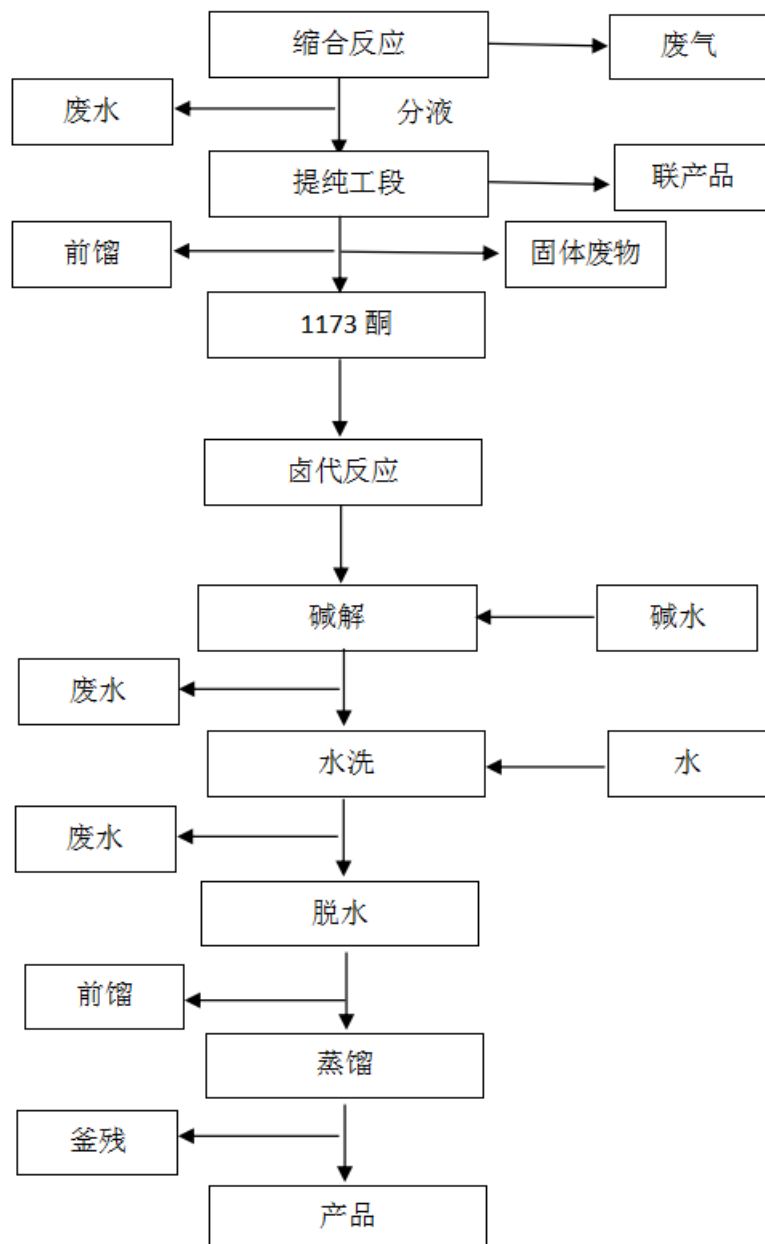 缩合反应
废气
废水
分液
提纯工段
联产品
前馏
固体废物
1173 酮
卤代反应
碱解
碱水
废水
水洗
水
废水
脱水
前馏
蒸馏
釜残
产品